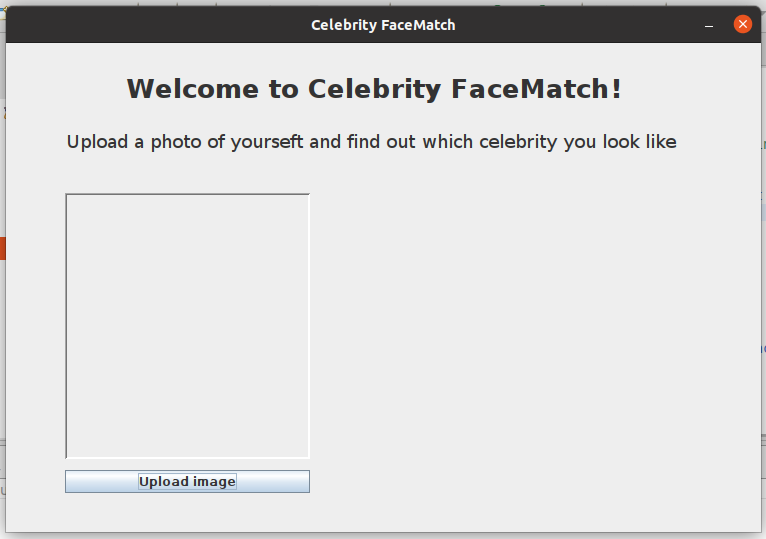 Celebrity FaceMatch
Welcome to Celebrity FaceMatch!
Upload a photo of yourseft and find out which celebrity you look like
Upload image